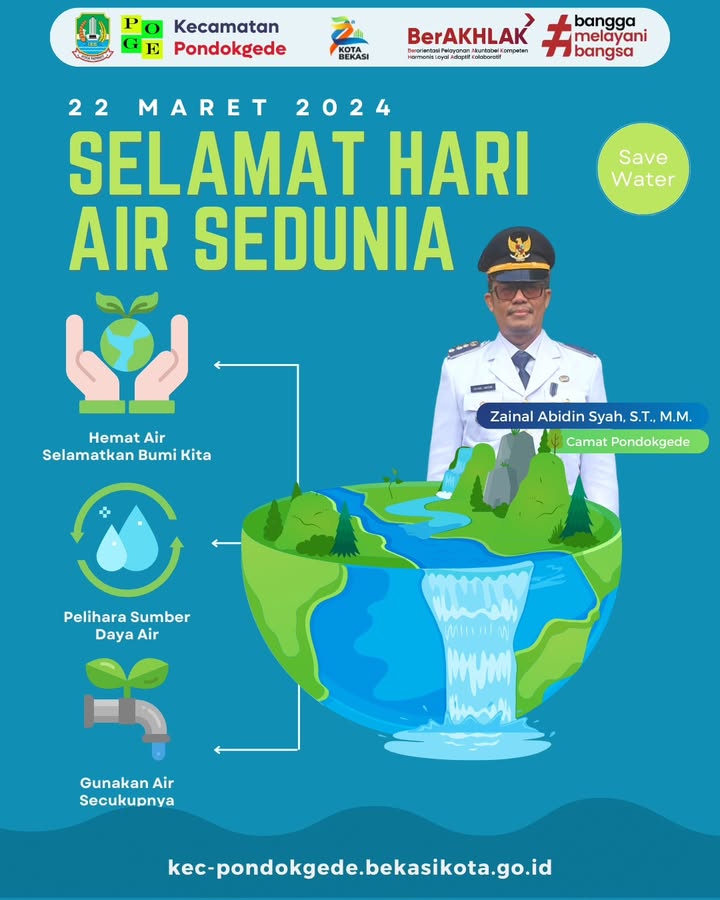 POGE
Kecamatan
Pondokgede
KOTA
BEKASI
BerAKHLAK
Berorientasi Pelayanan Akuntabel Kompeten
Harmonis Loyal Adaptif Kolaboratif
#bangga
melayani
bangsa
22 MARET 2024
SELAMAT HARI
AIR SEDUNIA
Save
Water
Zainal Abidin Syah, S.T., M.M.
Camat Pondokgede
Hemat Air
Selamatkan Bumi Kita
Pelihara Sumber
Daya Air
Gunakan Air
Secukupnya
kec-pondokgede.bekasikota.go.id